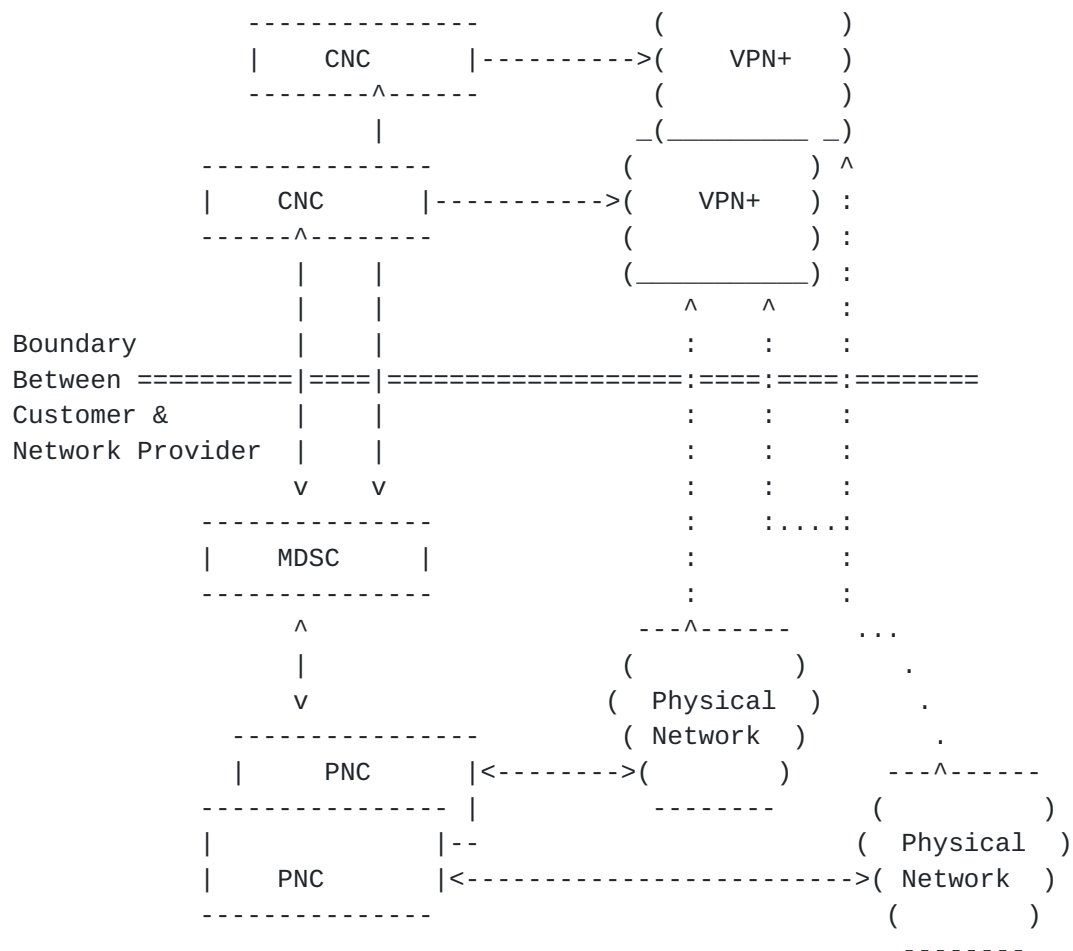 CNC VPN+
CNC VPN+
Boundary
Between
Customer &
Network Provider
MDSC
Physical
Network
PNC
Physical
PNC Network